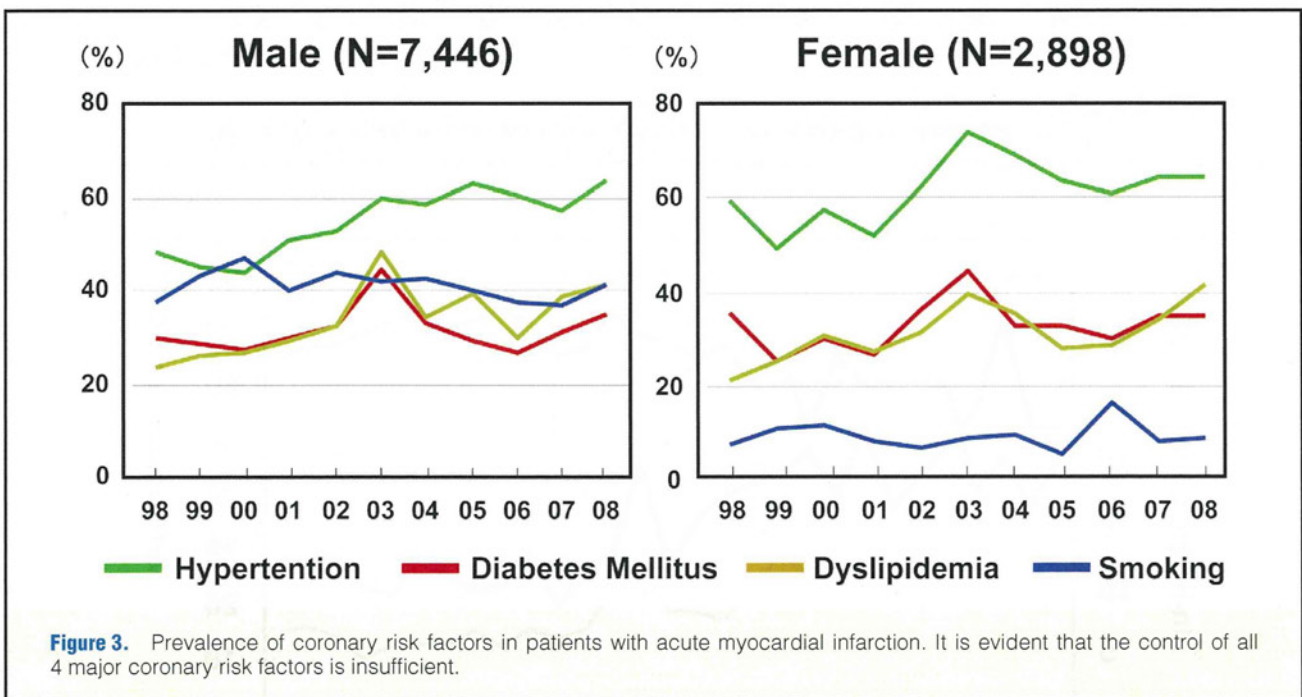 (%) Male (N=7,446)
80
60
40
20
0
98 99 00 01 02 03 04 05 06 07 08
(%) Female (N=2,898)
80
60
40
20
0
98 99 00 01 02 03 04 05 06 07 08
Hypertention Diabetes Mellitus Dyslipidemia Smoking
Figure 3. Prevalence of coronary risk factors in patients with acute myocardial infarction. It is evident that the control of all
4 major coronary risk factors is insufficient.